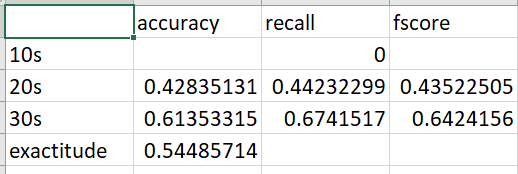 accuracy recall fscore
10s 0
20s 0.42835131 0.44232299 0.43522505
30s 0.61353315 0.6741517 0.6424156
exactitude 0.54485714